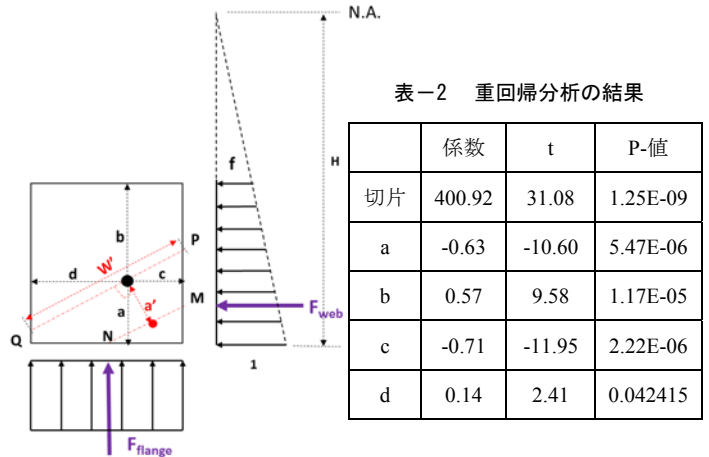 N.A.
f
H
b
P
W'
d
c
M
a
a'
Q
N
F_web
1
F_flange
表－2 重回帰分析の結果
係数 t P-値
切片 400.92 31.08 1.25E-09
a -0.63 -10.60 5.47E-06
b 0.57 9.58 1.17E-05
c -0.71 -11.95 2.22E-06
d 0.14 2.41 0.042415